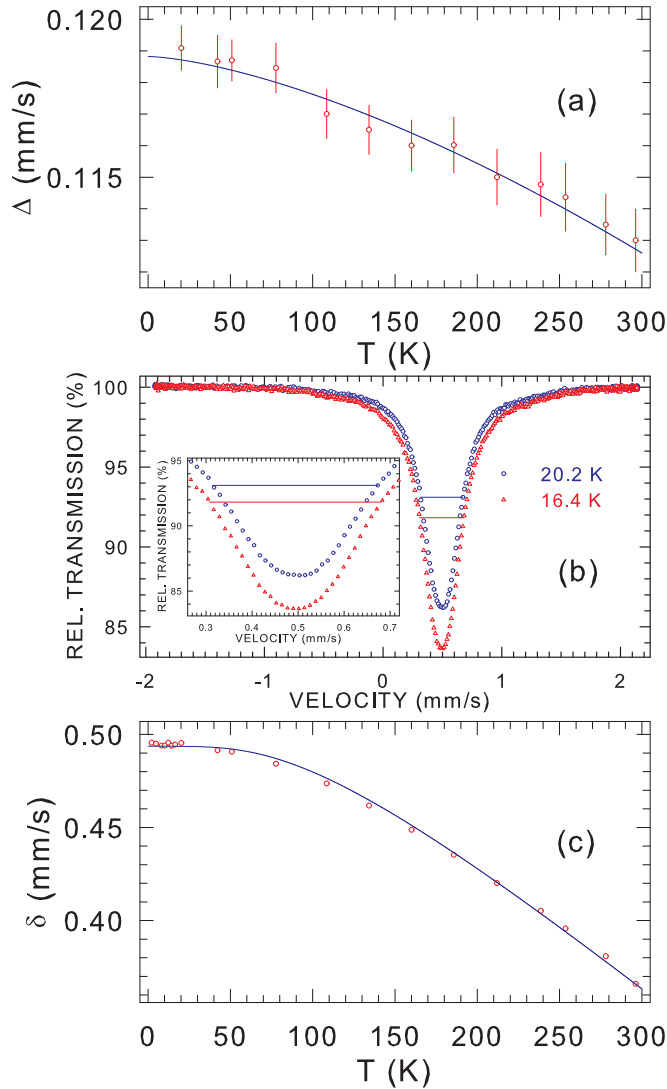 0.120
Δ (mm/s)
(a)
0.115
0 50 100 150 200 250 300
T (K)
REL. TRANSMISSION (%)
100
95
90
85
20.2 K
16.4 K
(b)
REL. TRANSMISSION (%)
95
90
85
0.3 0.4 0.5 0.6 0.7
VELOCITY (mm/s)
-2 -1 0 1 2
VELOCITY (mm/s)
0.50
δ (mm/s)
0.45
(c)
0.40
0 50 100 150 200 250 300
T (K)